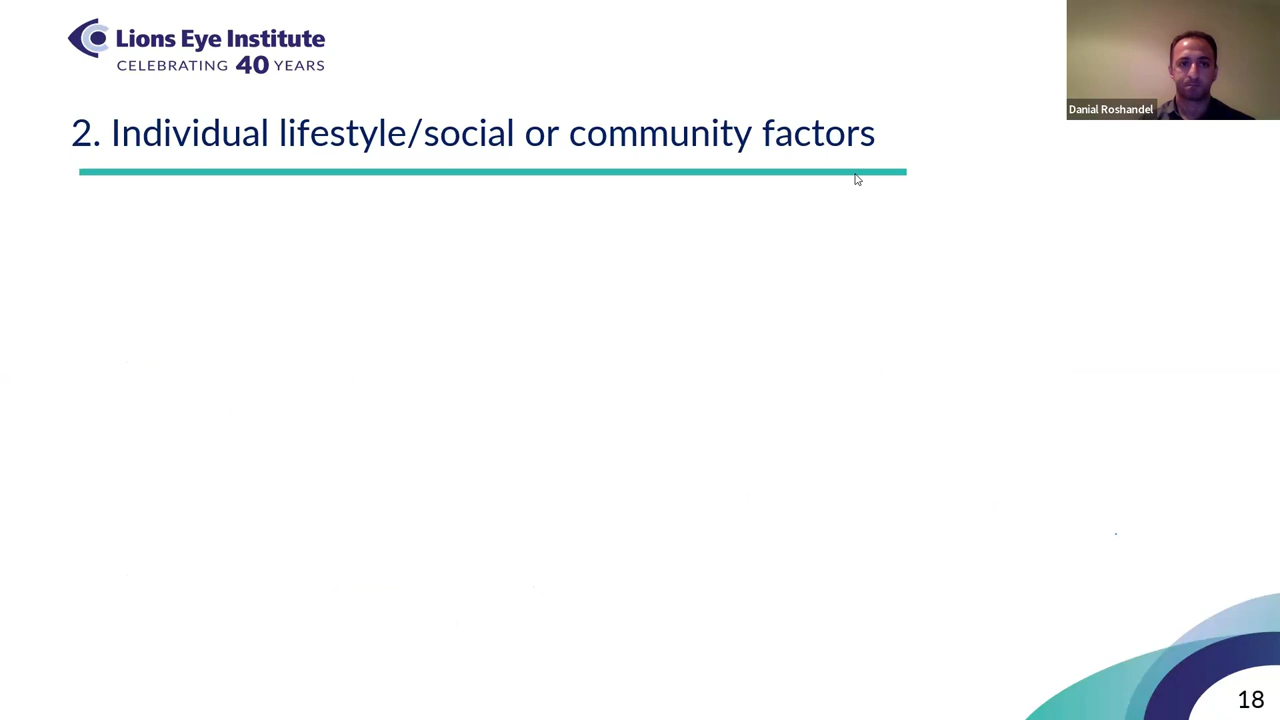 Lions Eye Institute
CELEBRATING 40 YEARS
Danial Roshandel
2. Individual lifestyle/social or community factors
18